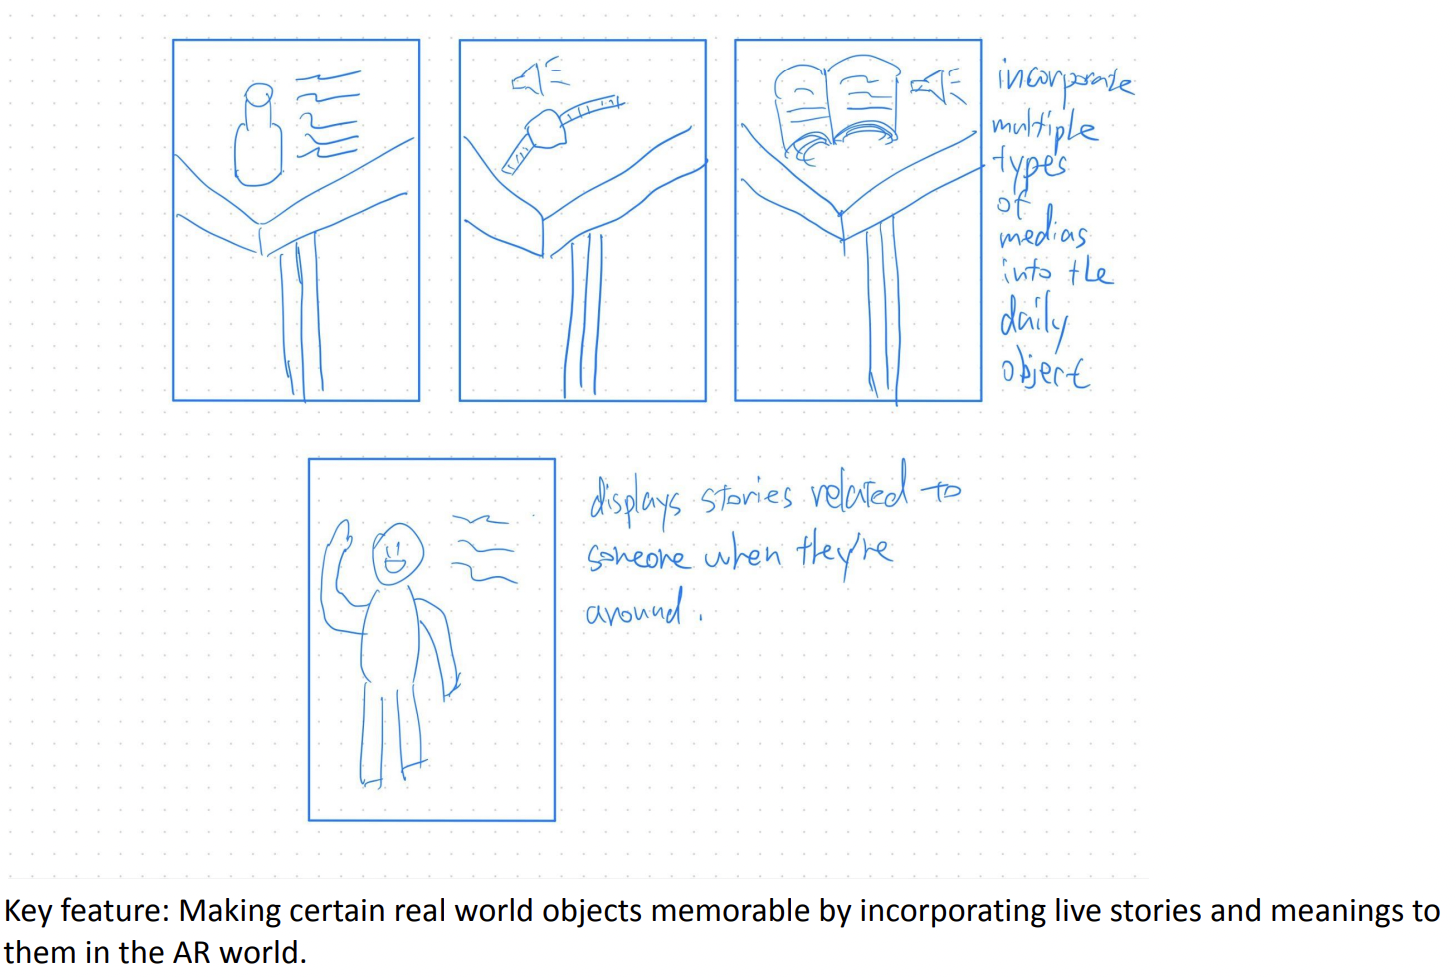 incorporate
multiple
types
of
medias
into the
daily
object
displays stories related to
someone when they're
around.
Key feature: Making certain real world objects memorable by incorporating live stories and meanings to
them in the AR world.